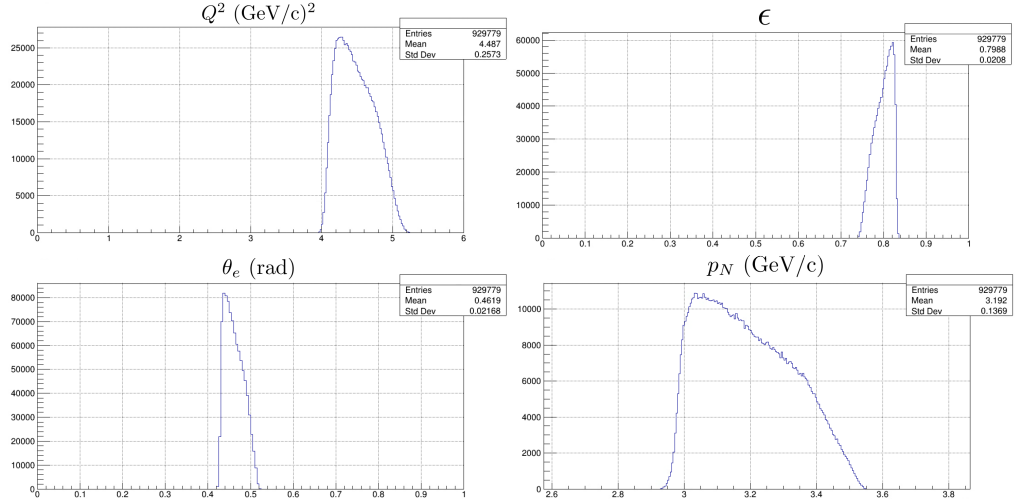 Q² (GeV/c)²
Entries 929779
Mean 4.487
Std Dev 0.2573
25000
20000
15000
10000
5000
0
0 1 2 3 4 5 6
ϵ
Entries 929779
Mean 0.7988
Std Dev 0.0208
60000
50000
40000
30000
20000
10000
0
0 0.1 0.2 0.3 0.4 0.5 0.6 0.7 0.8 0.9 1
θₑ (rad)
Entries 929779
Mean 0.4619
Std Dev 0.02168
80000
70000
60000
50000
40000
30000
20000
10000
0
0 0.1 0.2 0.3 0.4 0.5 0.6 0.7 0.8 0.9 1
p_N (GeV/c)
Entries 929779
Mean 3.192
Std Dev 0.1369
10000
8000
6000
4000
2000
0
2.6 2.8 3 3.2 3.4 3.6 3.8